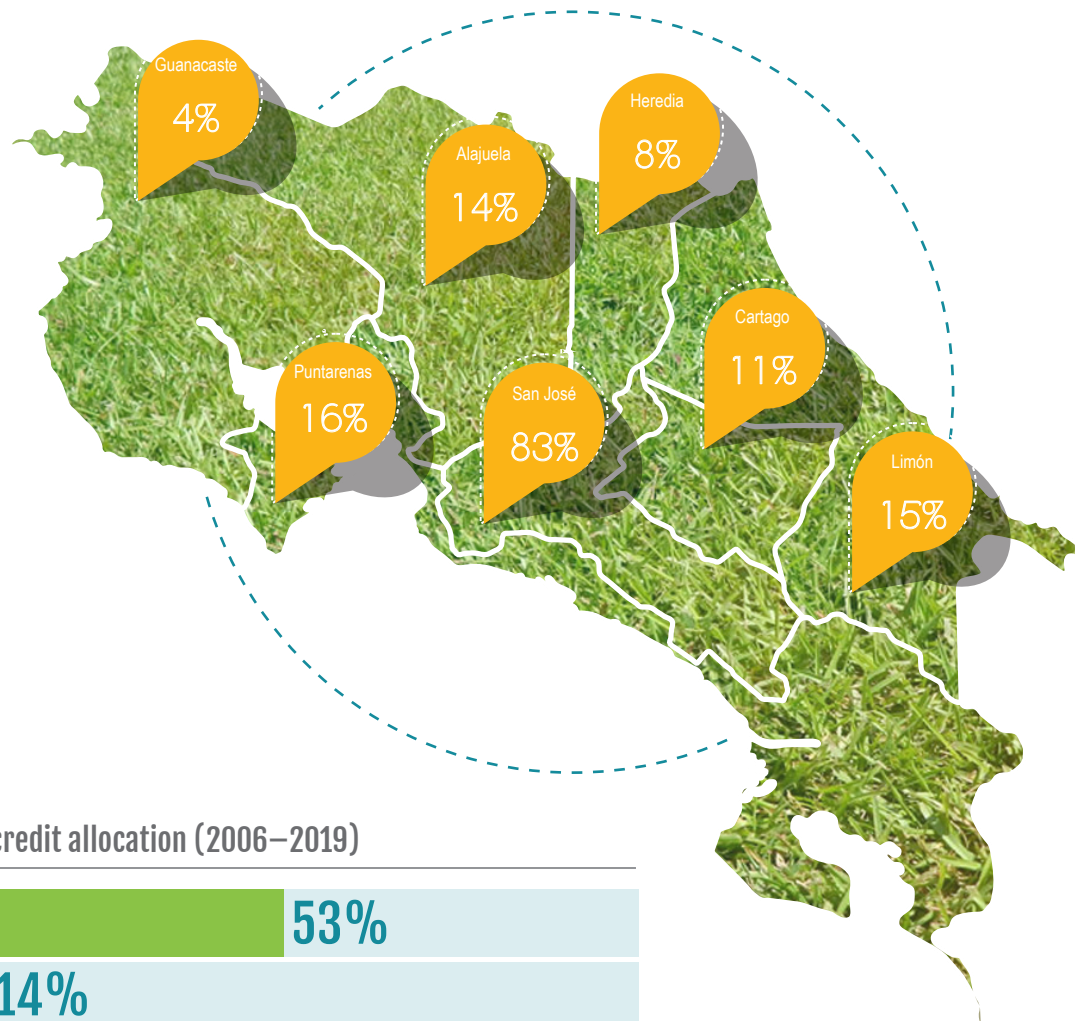 Guanacaste
4%
Heredia
8%
Alajuela
14%
Cartago
11%
Puntarenas
16%
San José
83%
Limón
15%
credit allocation (2006–2019)
53%
14%